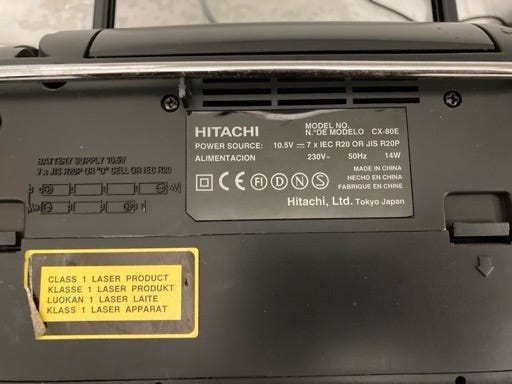 HITACHI
MODEL NO.
N.°DE MODELO . CX-80E
POWER SOURCE: 10.5V ⎓ 7 x IEC R20 OR JIS R20P
ALIMENTACION 230V~ 50Hz 14W
MADE IN CHINA
HECHO EN CHINA
FABRIQUE EN CHINE
CE FI D N S
Hitachi, Ltd. Tokyo Japan
BATTERY SUPPLY 10.5V
7 x JIS R20P OR "D" CELL OR IEC R20
CLASS 1 LASER PRODUCT
KLASSE 1 LASER PRODUKT
LUOKAN 1 LASER LAITE
KLASS 1 LASER APPARAT